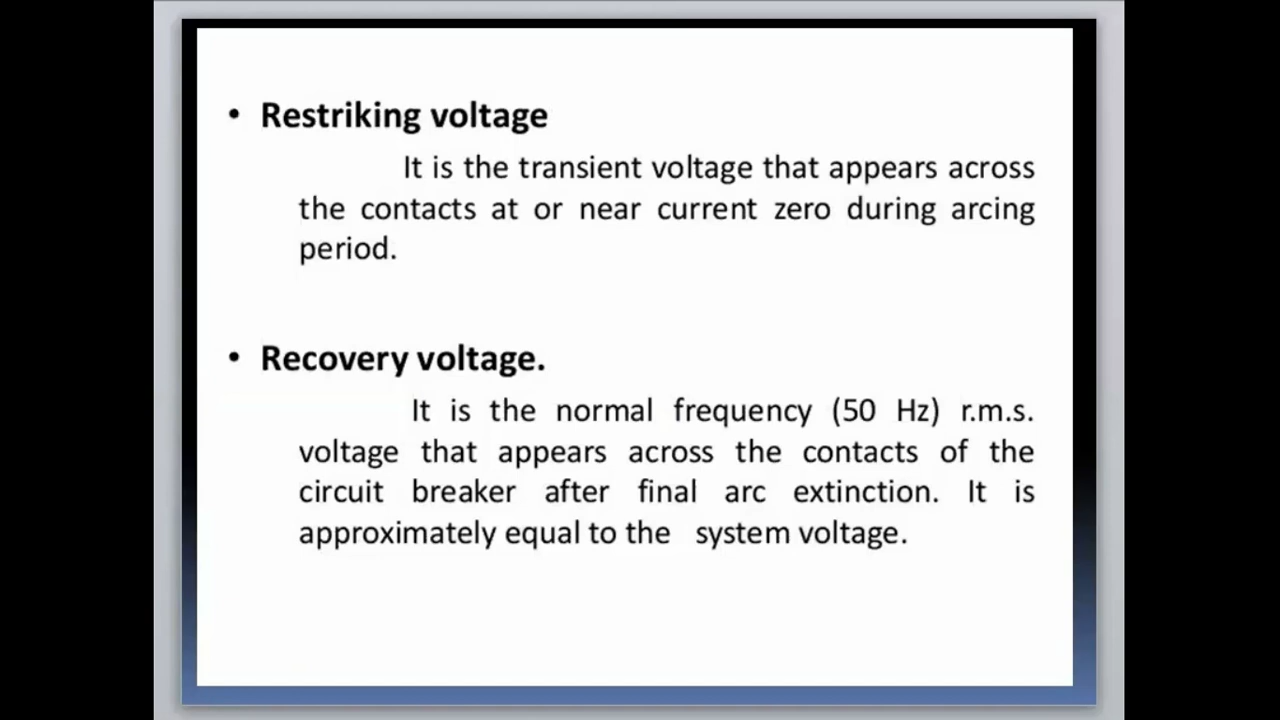 • Restriking voltage
It is the transient voltage that appears across
the contacts at or near current zero during arcing
period.
• Recovery voltage.
It is the normal frequency (50 Hz) r.m.s.
voltage that appears across the contacts of the
circuit breaker after final arc extinction. It is
approximately equal to the system voltage.